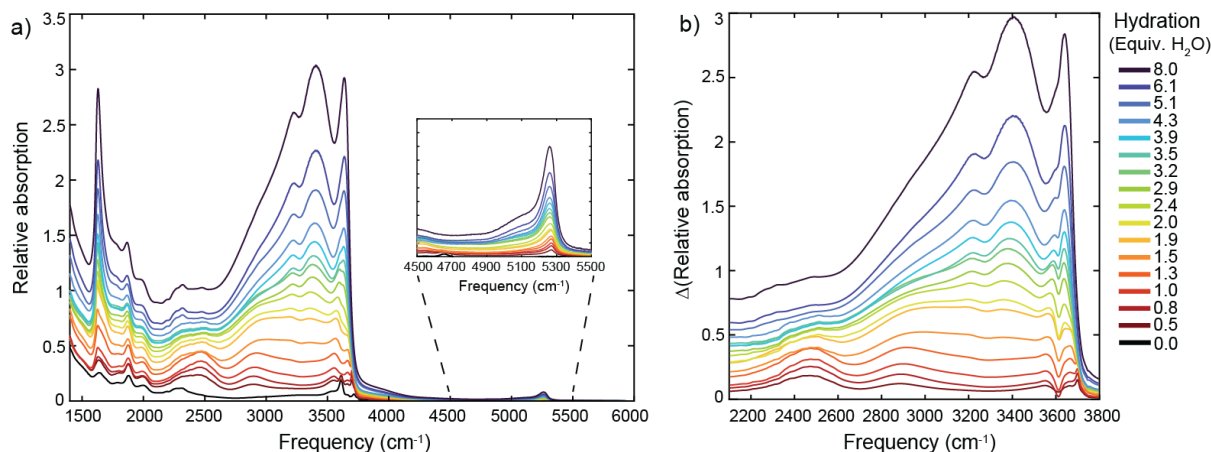 a)
3.5
3
2.5
2
1.5
1
0.5
0
Relative absorption
1500 2000 2500 3000 3500 4000 4500 5000 5500 6000
Frequency (cm⁻¹)
4500 4700 4900 5100 5300 5500
Frequency (cm⁻¹)
b)
3
2.5
2
1.5
1
0.5
0
Δ(Relative absorption)
2200 2400 2600 2800 3000 3200 3400 3600 3800
Frequency (cm⁻¹)
Hydration
(Equiv. H₂O)
8.0
6.1
5.1
4.3
3.9
3.5
3.2
2.9
2.4
2.0
1.9
1.5
1.3
1.0
0.8
0.5
0.0